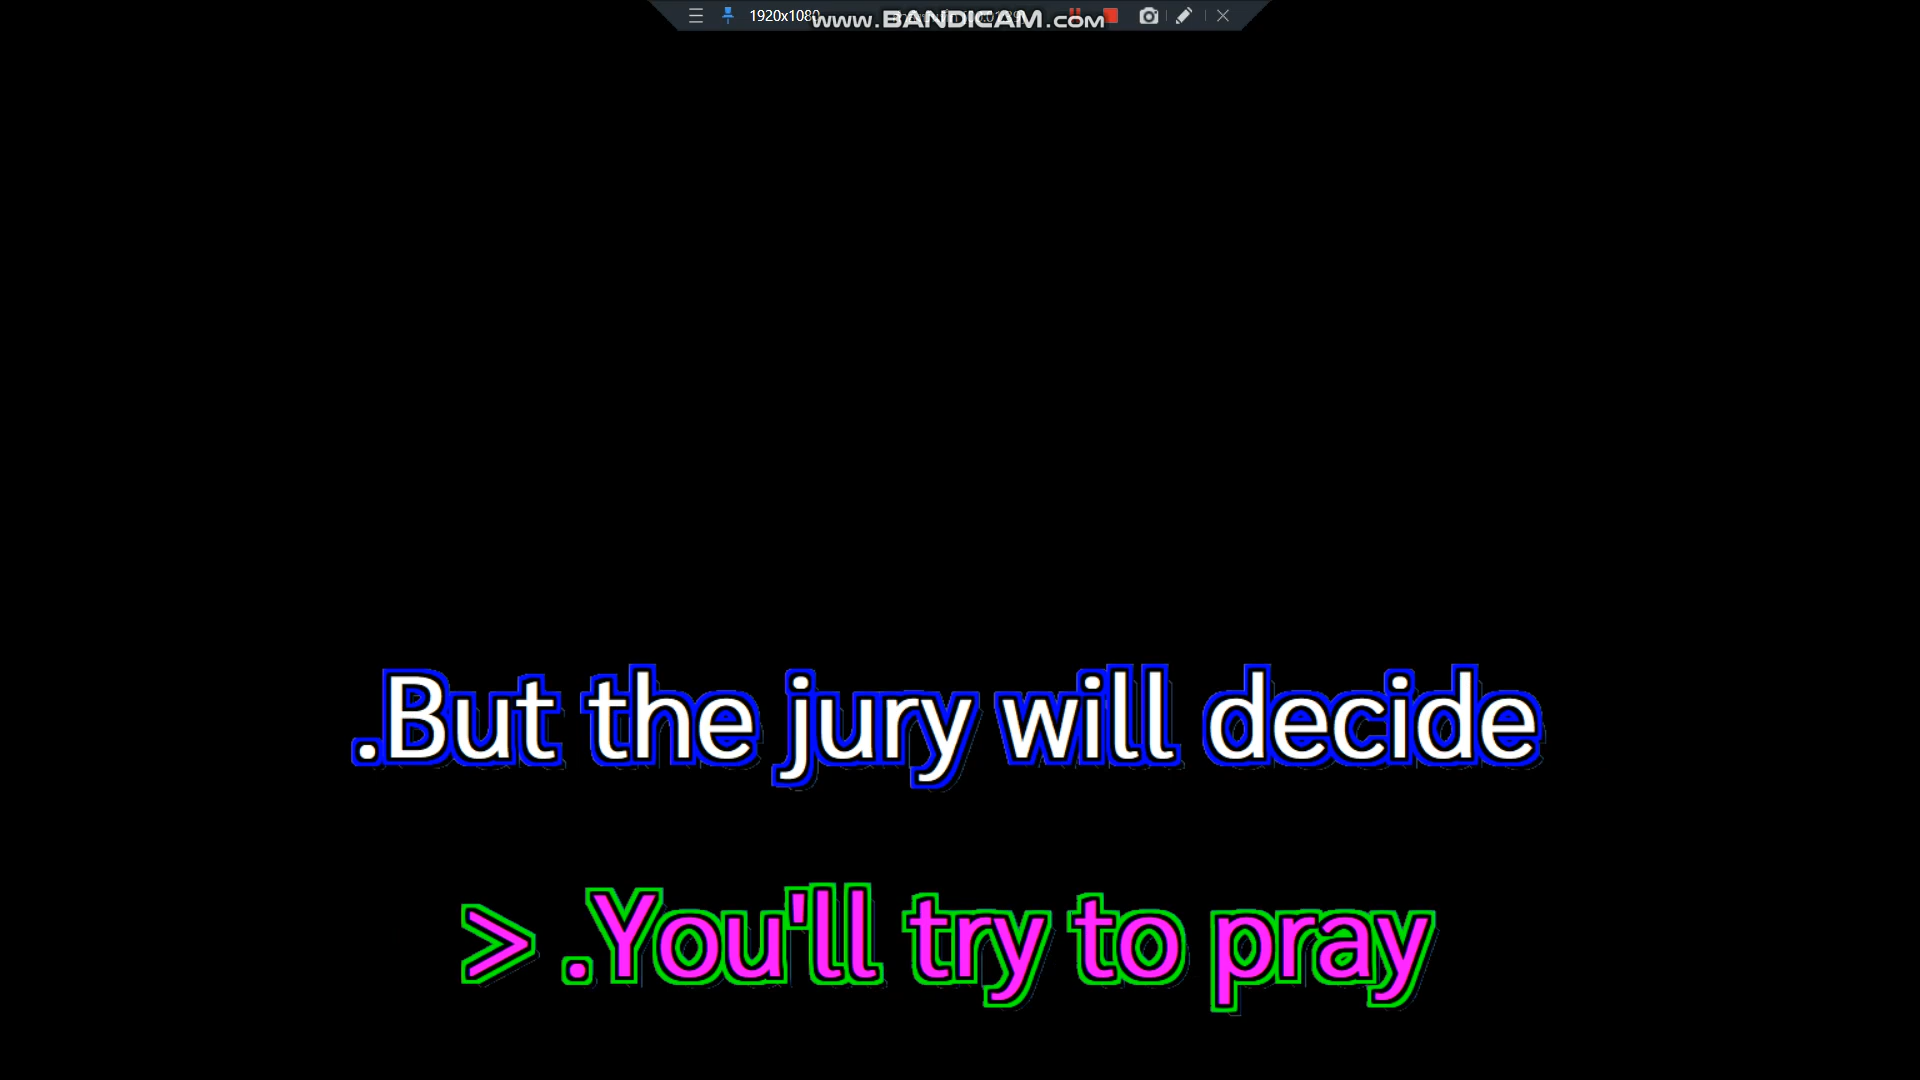 1920x1080
www.BANDICAM.com
.But the jury will decide
> .You'll try to pray